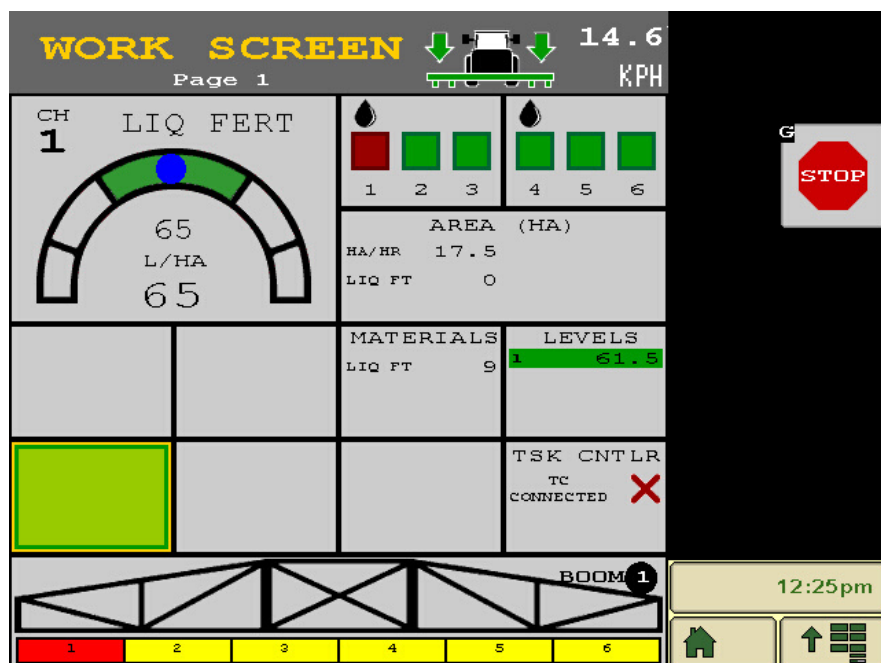 WORK SCREEN
Page 1
14.6
KPH
CH
1
LIQ FERT
65
L/HA
65
1 2 3
4 5 6
AREA (HA)
HA/HR 17.5
LIQ FT 0
MATERIALS
LIQ FT 9
LEVELS
1 61.5
TSK CNTLR
TC
CONNECTED
BOOM 1
1 2 3 4 5 6
G
STOP
12:25pm